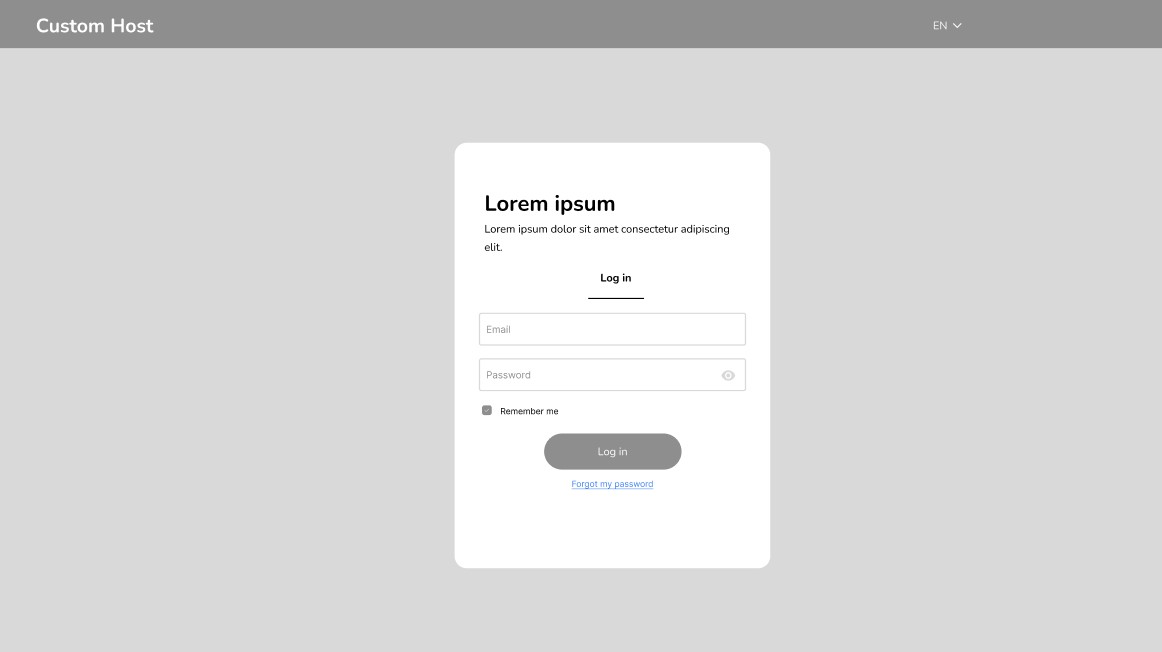 Custom Host
EN
Lorem ipsum
Lorem ipsum dolor sit amet consectetur adipiscing
elit.
Log in
Email
Password
Remember me
Log in
Forgot my password